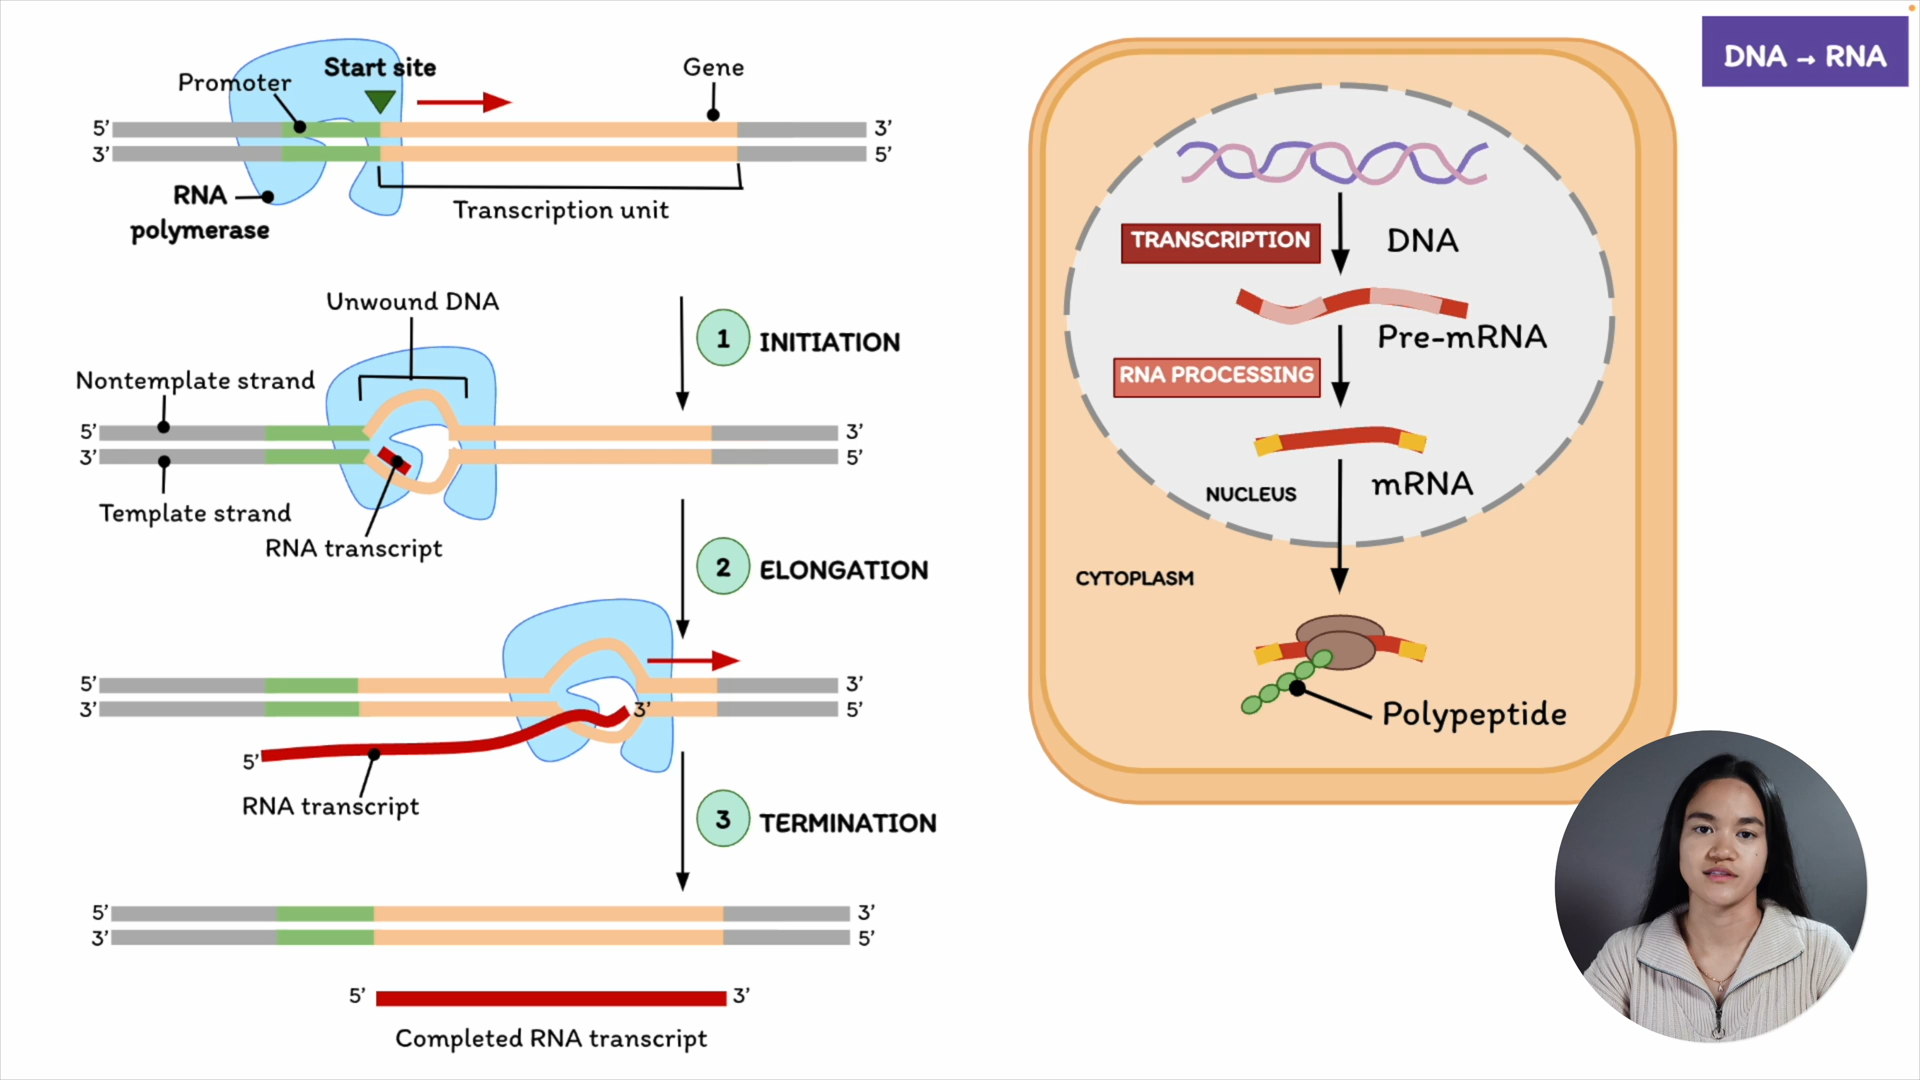 DNA → RNA
Promoter
Start site
Gene
5’ 3’
3’ 5’
RNA
polymerase
Transcription unit
Unwound DNA
1 INITIATION
Nontemplate strand
5’ 3’
3’ 5’
Template strand
RNA transcript
2 ELONGATION
5’ 3’
3’ 3’ 5’
5’
RNA transcript
3 TERMINATION
5’ 3’
3’ 5’
5’ 3’
Completed RNA transcript
TRANSCRIPTION
DNA
Pre-mRNA
RNA PROCESSING
mRNA
NUCLEUS
CYTOPLASM
Polypeptide